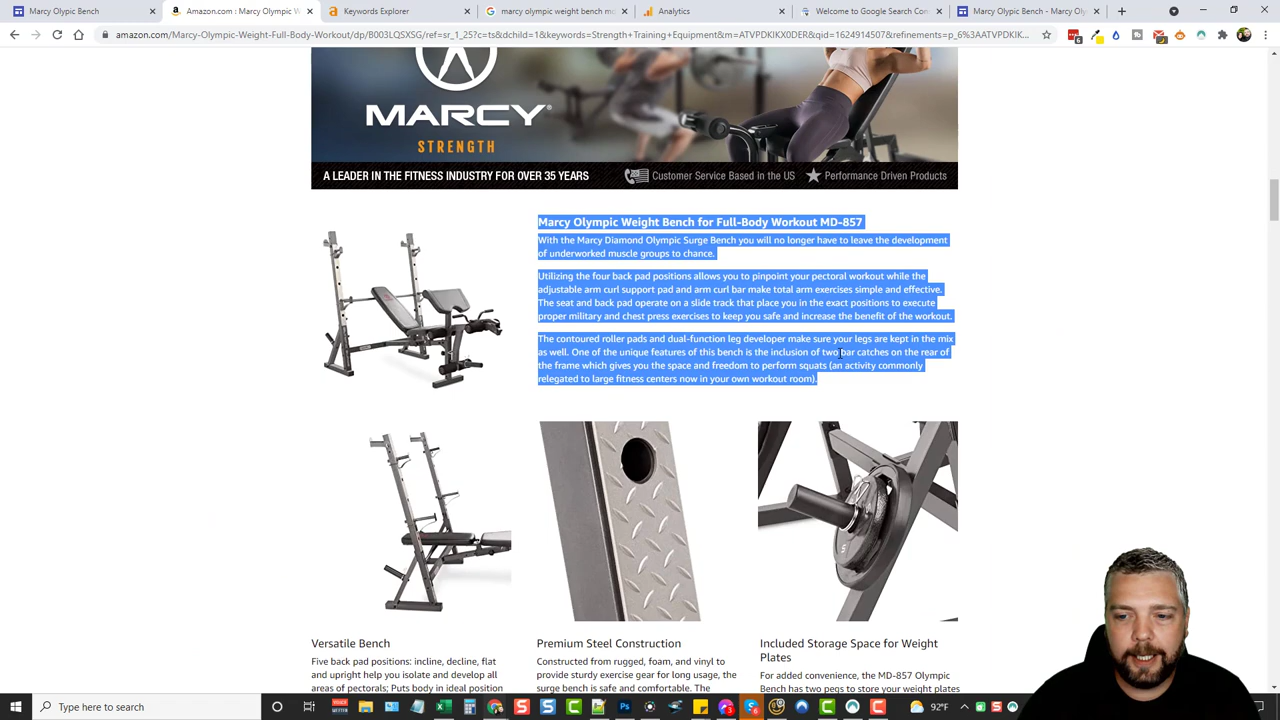 Marcy Olympic Bench
Amazon.com : Marcy Olympic W
Keywords Explorer
marcy olympic weight bench mo
Analytics
Welcome to Google Search Con
Marcy Olypic Bench - my Ol
amazon.com/Marcy-Olympic-Weight-Full-Body-Workout/dp/B003LQSXSG/ref=sr_1_25?c=ts&dchild=1&keywords=Strength+Training+Equipment&m=ATVPDKIKX0DER&qid=1624914507&refinements=p_6%3AATVPDKIK...
MARCY®
STRENGTH
A LEADER IN THE FITNESS INDUSTRY FOR OVER 35 YEARS
Customer Service Based in the US
Performance Driven Products
Marcy Olympic Weight Bench for Full-Body Workout MD-857
With the Marcy Diamond Olympic Surge Bench you will no longer have to leave the development
of underworked muscle groups to chance.
Utilizing the four back pad positions allows you to pinpoint your pectoral workout while the
adjustable arm curl support pad and arm curl bar make total arm exercises simple and effective.
The seat and back pad operate on a slide track that place you in the exact positions to execute
proper military and chest press exercises to keep you safe and increase the benefit of the workout.
The contoured roller pads and dual-function leg developer make sure your legs are kept in the mix
as well. One of the unique features of this bench is the inclusion of two bar catches on the rear of
the frame which gives you the space and freedom to perform squats (an activity commonly
relegated to large fitness centers now in your own workout room).
Versatile Bench
Five back pad positions: incline, decline, flat
and upright help you isolate and develop all
areas of pectorals; Puts body in ideal position
Premium Steel Construction
Constructed from rugged, foam, and vinyl to
provide sturdy exercise gear for long usage, the
surge bench is safe and comfortable. The
Included Storage Space for Weight
Plates
For added convenience, the MD-857 Olympic
Bench has two pegs to store your weight plates
Type here to search
92°F